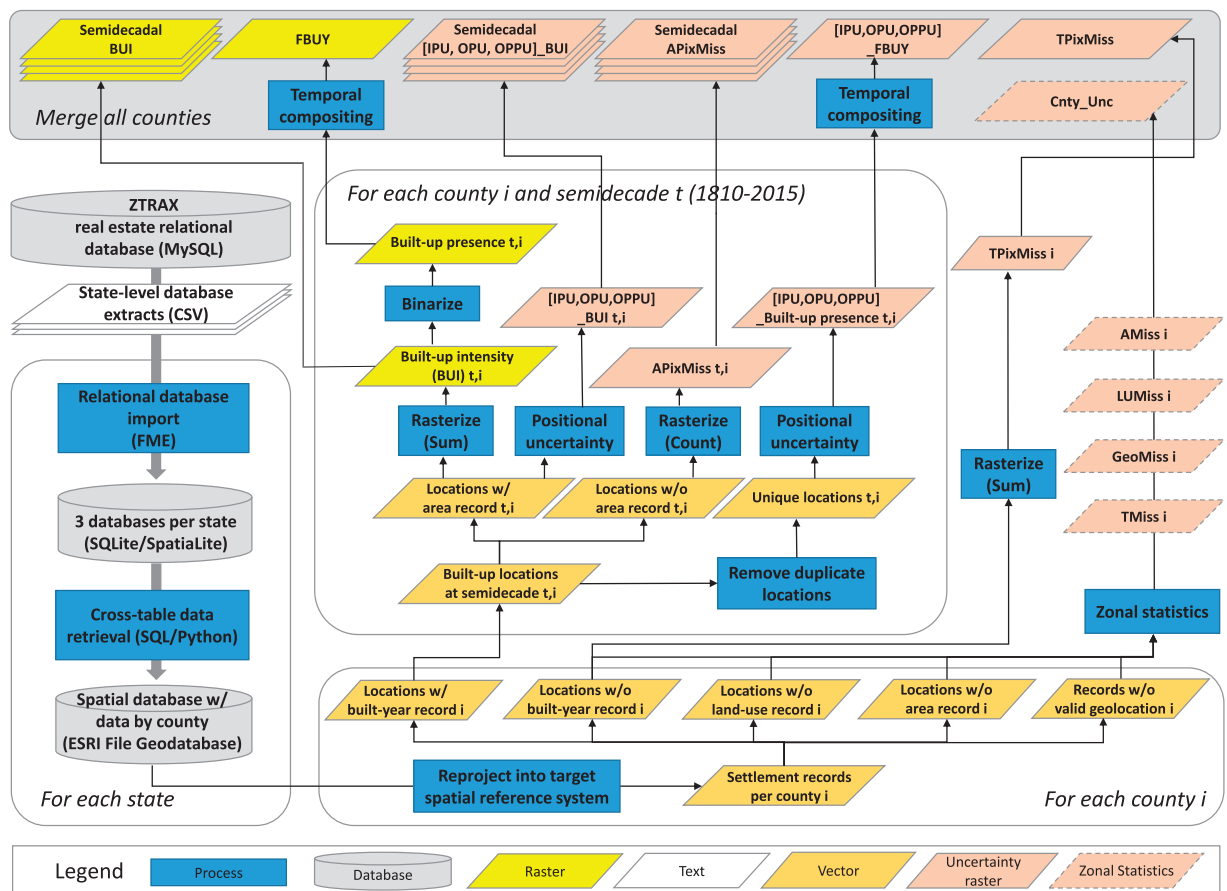 Semidecadal
BUI
FBUY
Semidecadal
[IPU, OPU, OPPU]_BUI
Semidecadal
APixMiss
[IPU,OPU,OPPU]
_FBUY
TPixMiss
Temporal
compositing
Temporal
compositing
Cnty_Unc
Merge all counties
For each county i and semidecade t (1810-2015)
ZTRAX
real estate relational
database (MySQL)
State-level database
extracts (CSV)
Relational database
import
(FME)
3 databases per state
(SQLite/SpatiaLite)
Cross-table data
retrieval (SQL/Python)
Spatial database w/
data by county
(ESRI File Geodatabase)
For each state
Built-up presence t,i
Binarize
[IPU,OPU,OPPU]
_BUI t,i
[IPU,OPU,OPPU]
_Built-up presence t,i
Built-up intensity
(BUI) t,i
APixMiss t,i
Rasterize
(Sum)
Positional
uncertainty
Rasterize
(Count)
Positional
uncertainty
Locations w/
area record t,i
Locations w/o
area record t,i
Unique locations t,i
Built-up locations
at semidecade t,i
Remove duplicate
locations
TPixMiss i
Rasterize
(Sum)
AMiss i
LUMiss i
GeoMiss i
TMiss i
Zonal statistics
Locations w/
built-year record i
Locations w/o
built-year record i
Locations w/o
land-use record i
Locations w/o
area record i
Records w/o
valid geolocation i
Reproject into target
spatial reference system
Settlement records
per county i
For each county i
Legend
Process
Database
Raster
Text
Vector
Uncertainty
raster
Zonal Statistics